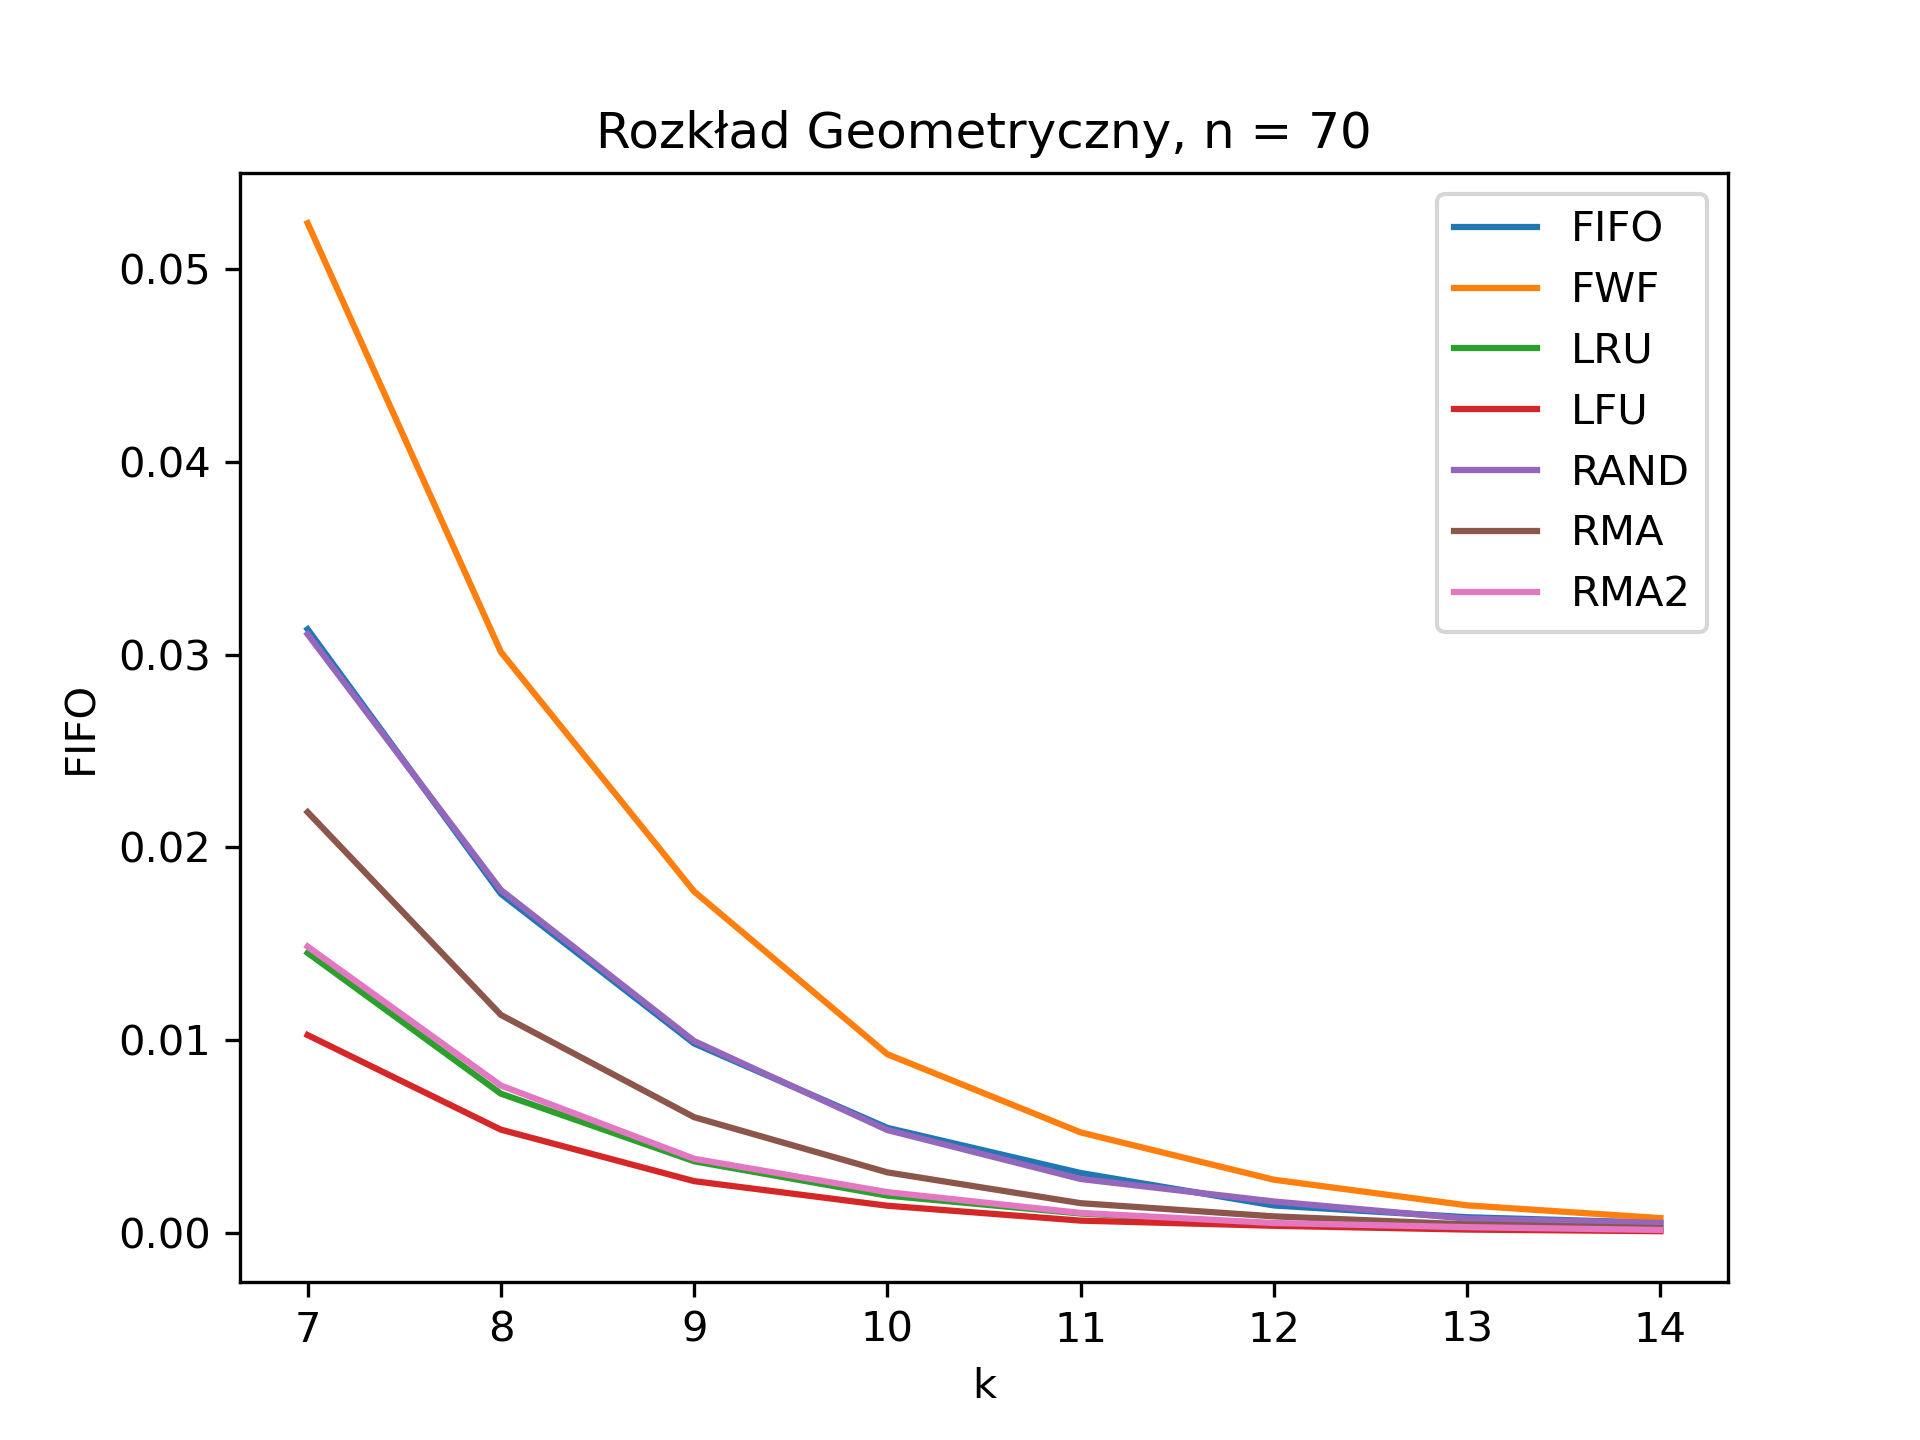 Rozkład Geometryczny, n = 70
FIFO
0.05
0.04
0.03
0.02
0.01
0.00
7 8 9 10 11 12 13 14
k
FIFO
FWF
LRU
LFU
RAND
RMA
RMA2